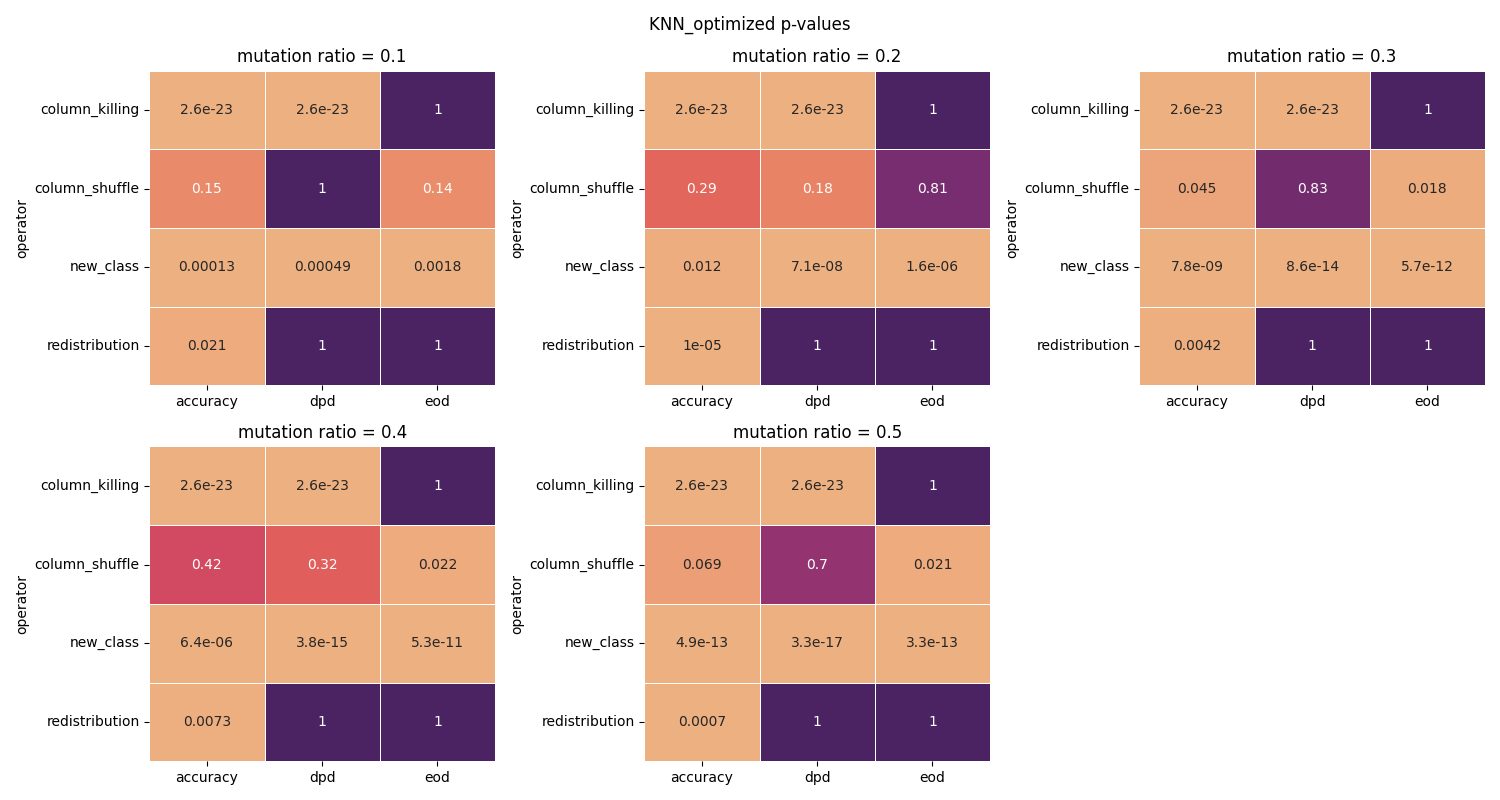 KNN_optimized p-values
mutation ratio = 0.1
operator
column_killing 2.6e-23 2.6e-23 1
column_shuffle 0.15 1 0.14
new_class 0.00013 0.00049 0.0018
redistribution 0.021 1 1
accuracy dpd eod
mutation ratio = 0.2
operator
column_killing 2.6e-23 2.6e-23 1
column_shuffle 0.29 0.18 0.81
new_class 0.012 7.1e-08 1.6e-06
redistribution 1e-05 1 1
accuracy dpd eod
mutation ratio = 0.3
operator
column_killing 2.6e-23 2.6e-23 1
column_shuffle 0.045 0.83 0.018
new_class 7.8e-09 8.6e-14 5.7e-12
redistribution 0.0042 1 1
accuracy dpd eod
mutation ratio = 0.4
operator
column_killing 2.6e-23 2.6e-23 1
column_shuffle 0.42 0.32 0.022
new_class 6.4e-06 3.8e-15 5.3e-11
redistribution 0.0073 1 1
accuracy dpd eod
mutation ratio = 0.5
operator
column_killing 2.6e-23 2.6e-23 1
column_shuffle 0.069 0.7 0.021
new_class 4.9e-13 3.3e-17 3.3e-13
redistribution 0.0007 1 1
accuracy dpd eod